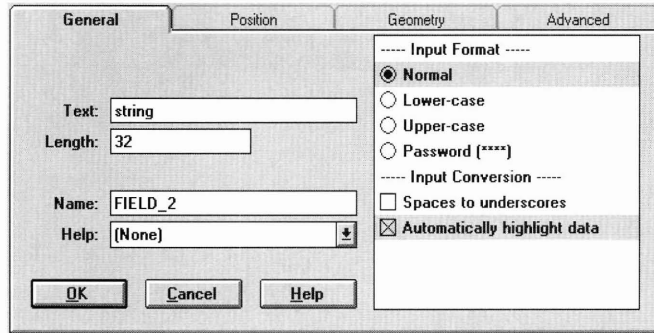 General Position Geometry Advanced
Text: string
Length: 32
Name: FIELD_2
Help: (None)
OK Cancel Help
----- Input Format -----
Normal
Lower-case
Upper-case
Password (****)
----- Input Conversion -----
Spaces to underscores
Automatically highlight data